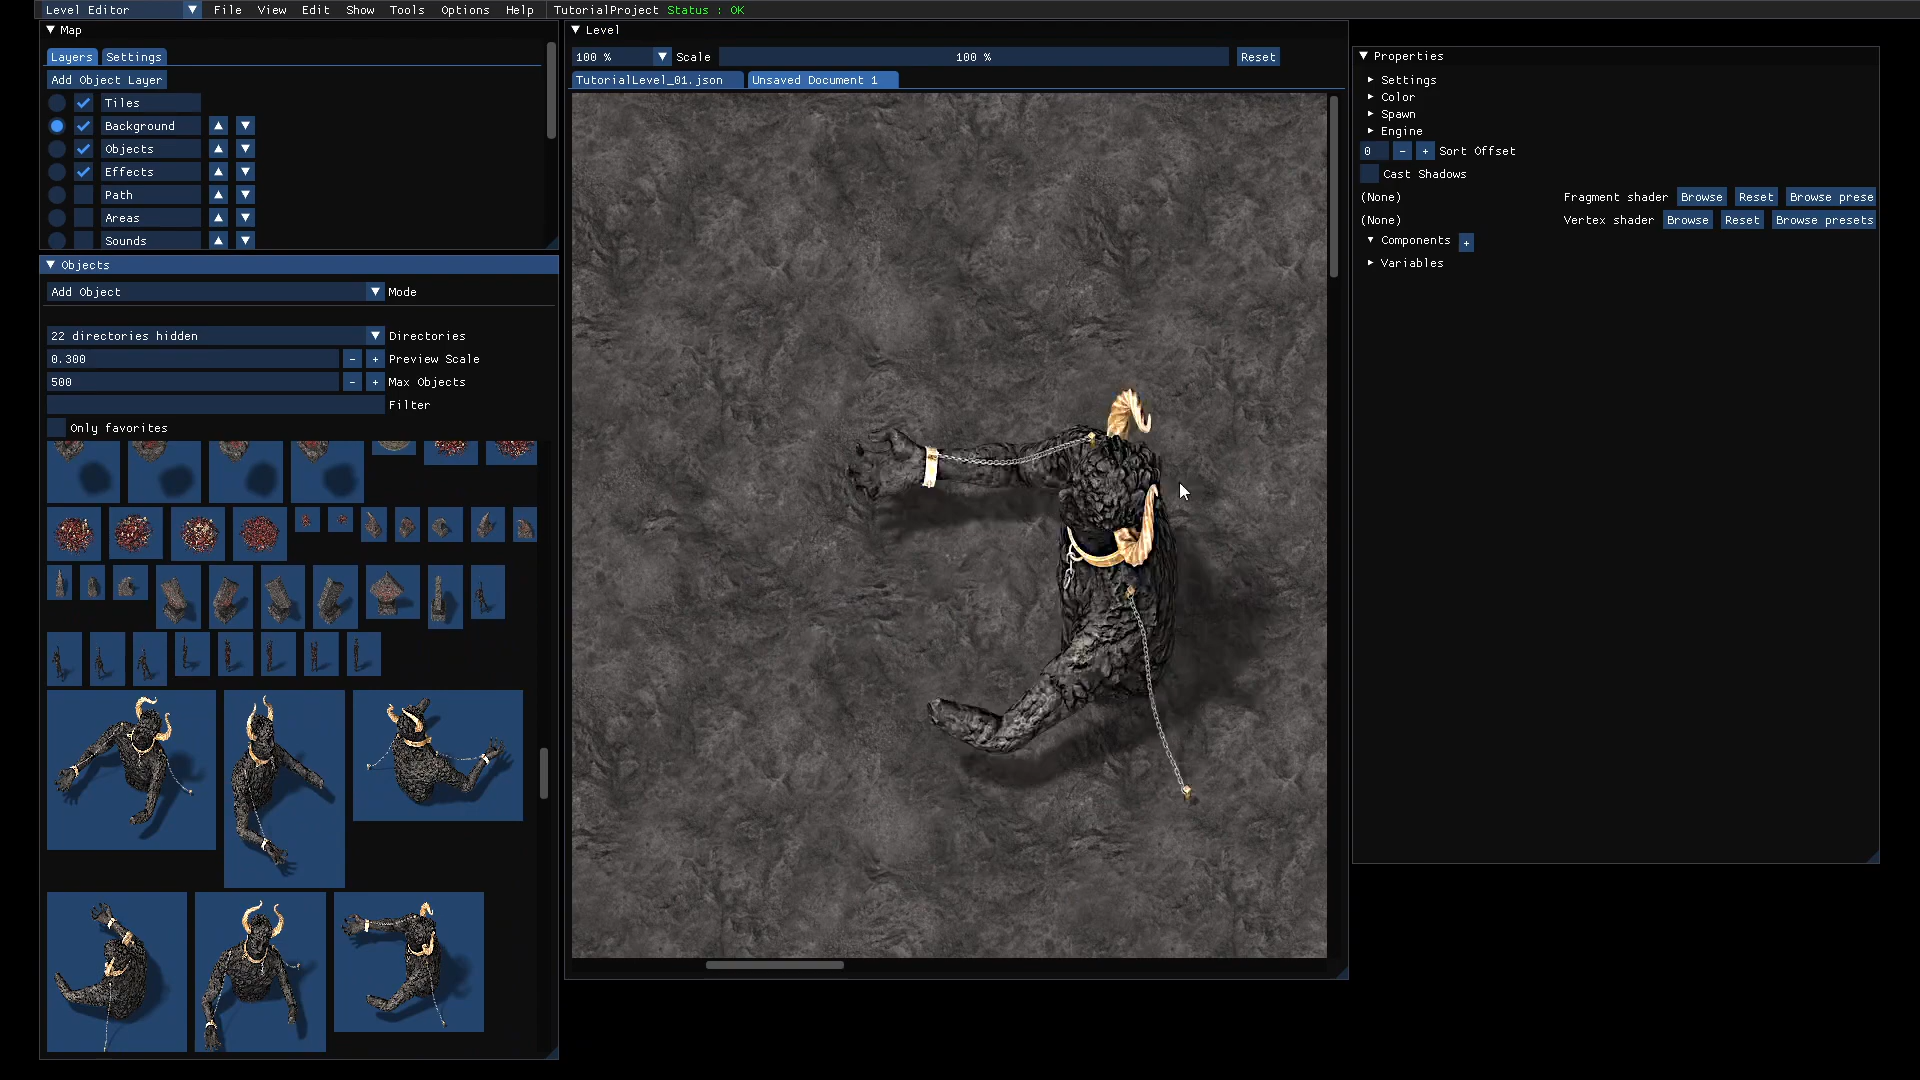 Level Editor File View Edit Show Tools Options Help TutorialProject Status : OK
Map
Layers Settings
Add Object Layer
Tiles
Background
Objects
Effects
Path
Areas
Sounds
Objects
Add Object Mode
22 directories hidden Directories
0.300 - + Preview Scale
500 - + Max Objects
Filter
Only favorites
Level
100 % Scale 100 % Reset
TutorialLevel_01.json Unsaved Document 1
Properties
Settings
Color
Spawn
Engine
0 - + Sort Offset
Cast Shadows
(None) Fragment shader Browse Reset Browse prese
(None) Vertex shader Browse Reset Browse presets
Components +
Variables